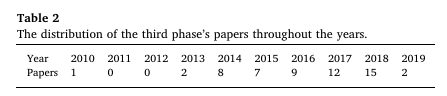 Table 2
The distribution of the third phase's papers throughout the years.
Year 2010 2011 2012 2013 2014 2015 2016 2017 2018 2019
Papers 1 0 0 2 8 7 9 12 15 2